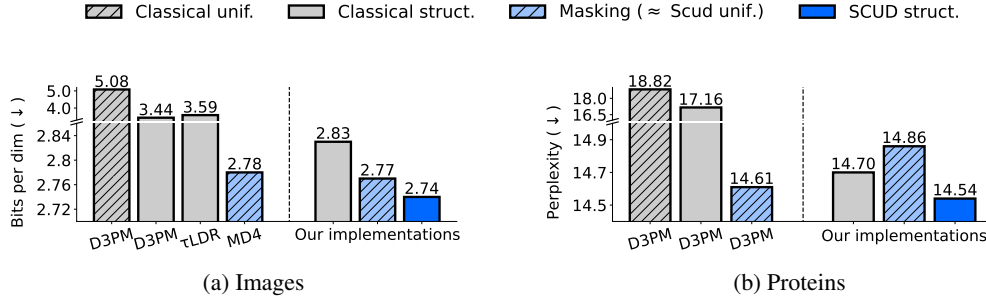 Classical unif.
Classical struct.
Masking (≈ Scud unif.)
SCUD struct.
Bits per dim (↓)
5.0
4.0
2.84
2.8
2.76
2.72
5.08
3.44
3.59
2.78
2.83
2.77
2.74
D3PM
D3PM
τLDR
MD4
Our implementations
(a) Images
Perplexity (↓)
18.0
16.5
14.9
14.7
14.5
18.82
17.16
14.61
14.70
14.86
14.54
D3PM
D3PM
D3PM
Our implementations
(b) Proteins